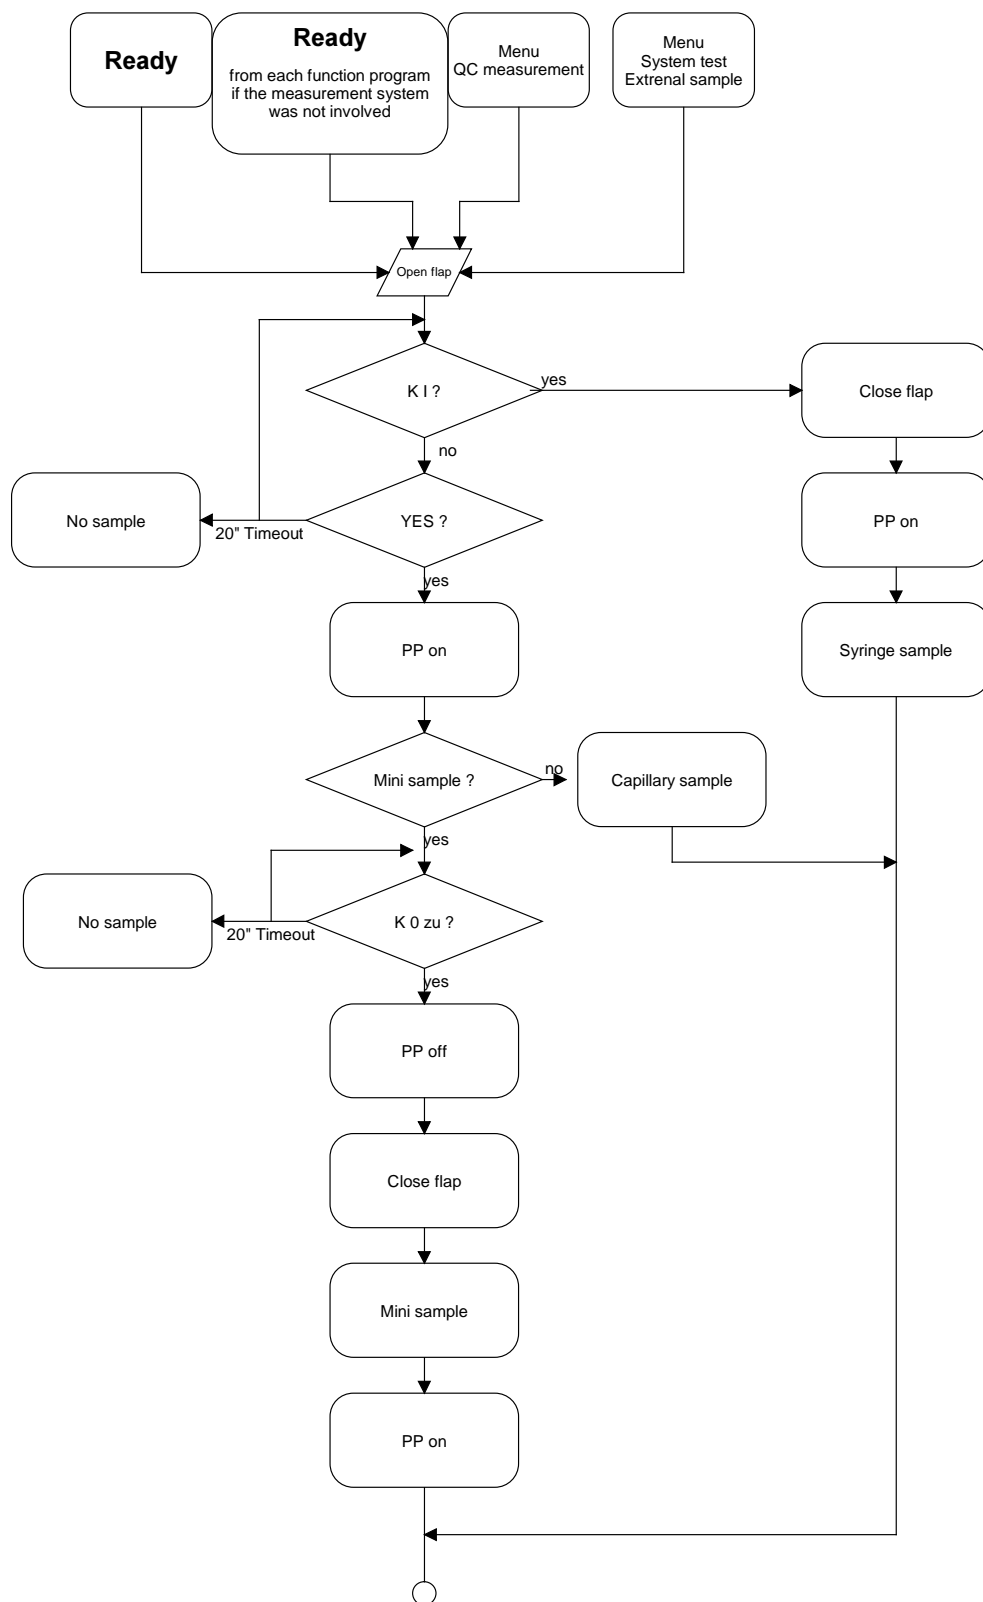 Ready
Ready
from each function program
if the measurement system
was not involved
Menu
QC measurement
Menu
System test
Extrenal sample
Open flap
K I ?
yes
Close flap
no
No sample
20" Timeout
YES ?
PP on
yes
PP on
Syringe sample
Mini sample ?
no
Capillary sample
yes
No sample
20" Timeout
K 0 zu ?
yes
PP off
Close flap
Mini sample
PP on